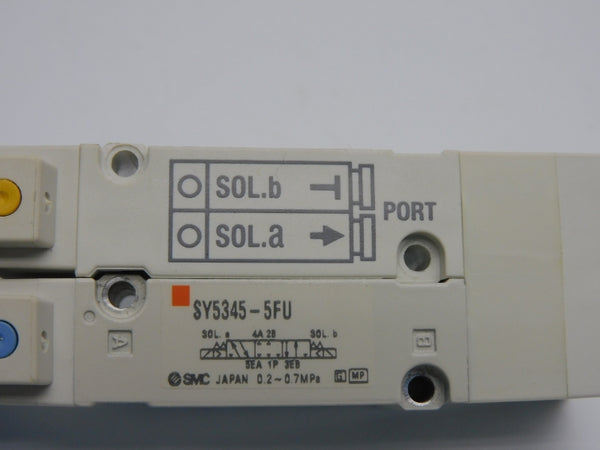 SOL.b
PORT
SOL.a
SY5345-5FU
SOL. a 4A 2B SOL. b
5EA 1P 3EB
A
B
SMC JAPAN 0.2~0.7MPa MP